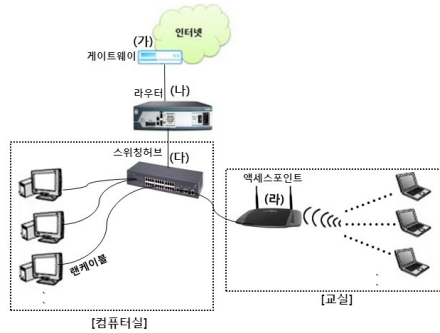 인터넷
(가)
게이트웨이
라우터 (나)
스위칭허브
(다)
액세스포인트
(라)
랜케이블
[컴퓨터실]
[교실]